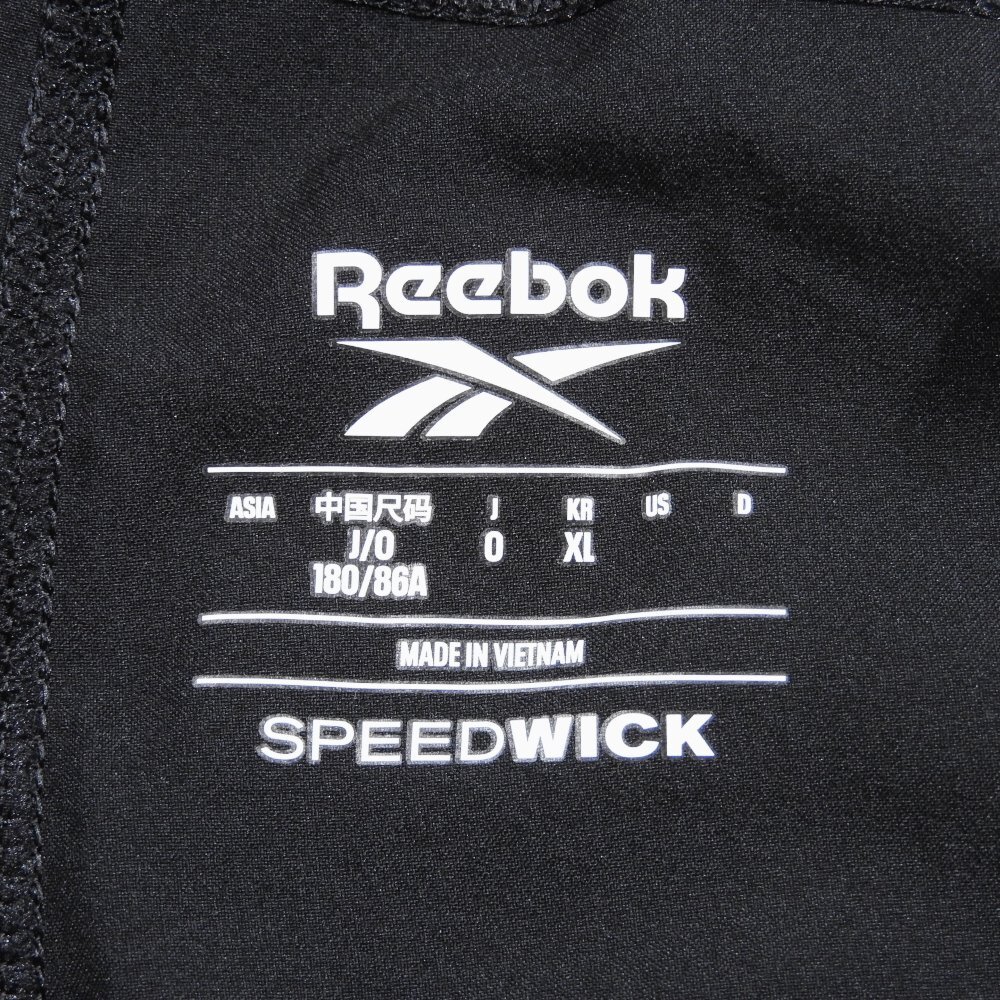 Reebok
ASIA 中国尺码 J KR US D
J/O O XL
180/86A
MADE IN VIETNAM
SPEEDWICK